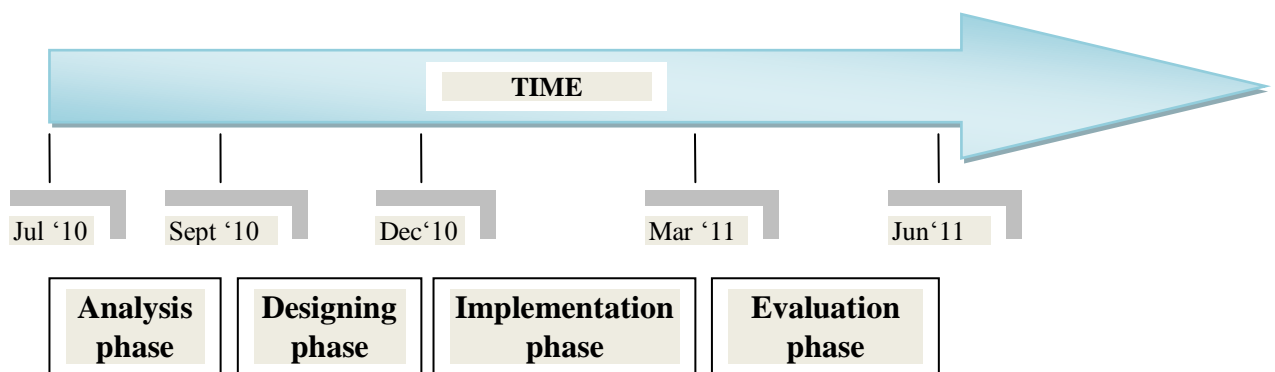 TIME
Jul ‘10
Sept ‘10
Dec‘10
Mar ‘11
Jun‘11
Analysis
phase
Designing
phase
Implementation
phase
Evaluation
phase